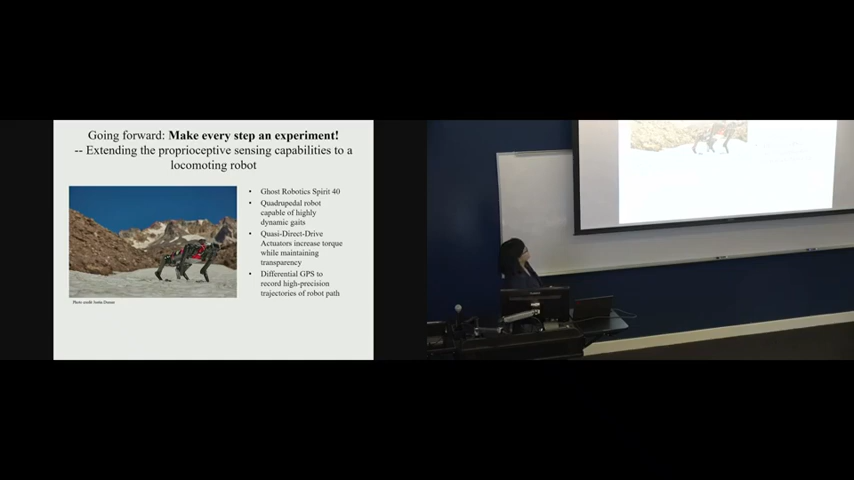 Going forward: Make every step an experiment!
-- Extending the proprioceptive sensing capabilities to a
locomoting robot
• Ghost Robotics Spirit 40
• Quadrupedal robot
capable of highly
dynamic gaits
• Quasi-Direct-Drive
Actuators increase torque
while maintaining
transparency
• Differential GPS to
record high-precision
trajectories of robot path